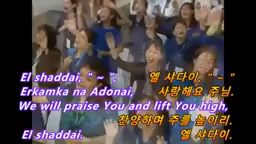 El shaddai, " ~ ", 엘 샤다이, " ~ "
Erkamka na Adonai, 사랑해요 주님.
We will praise You and lift You high,
찬양하며 주를 높이리.
El shaddai. 엘 샤다이.